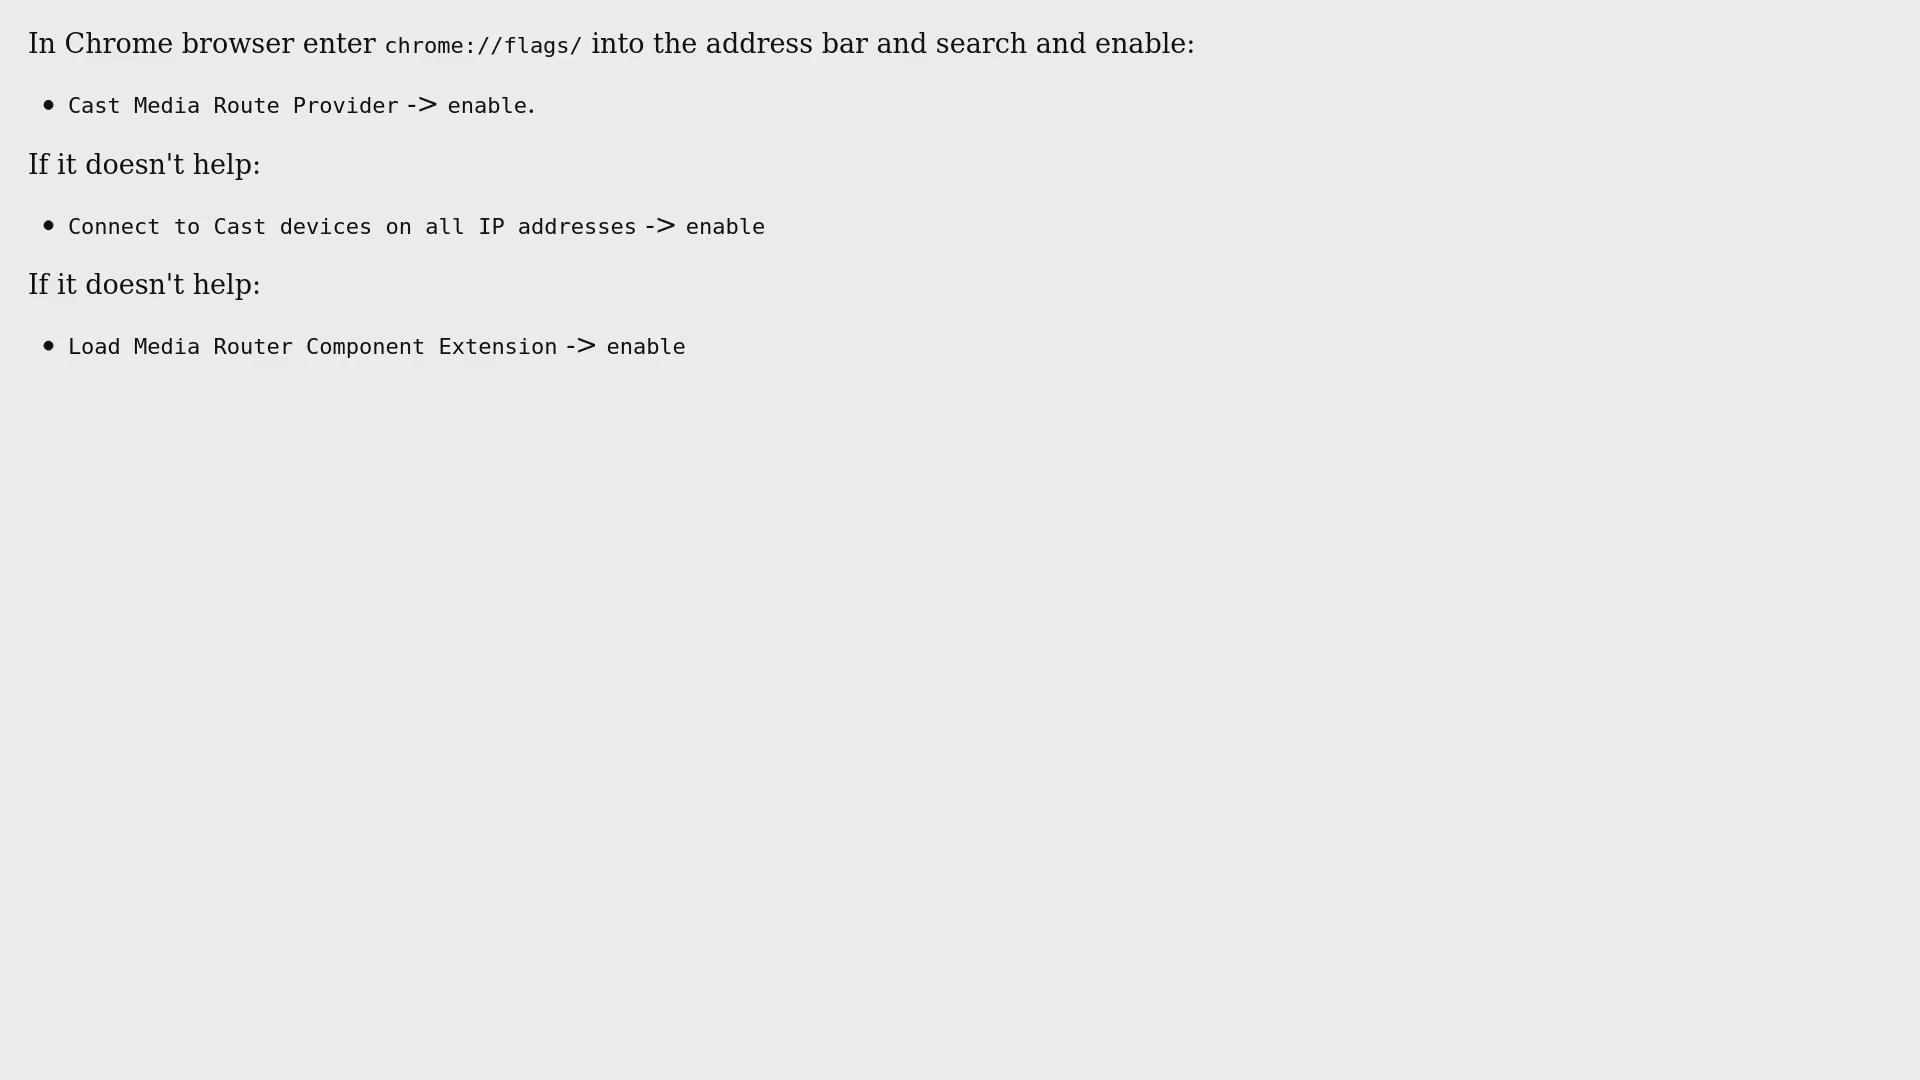 In Chrome browser enter chrome://flags/ into the address bar and search and enable:
• Cast Media Route Provider -> enable.
If it doesn't help:
• Connect to Cast devices on all IP addresses -> enable
If it doesn't help:
• Load Media Router Component Extension -> enable